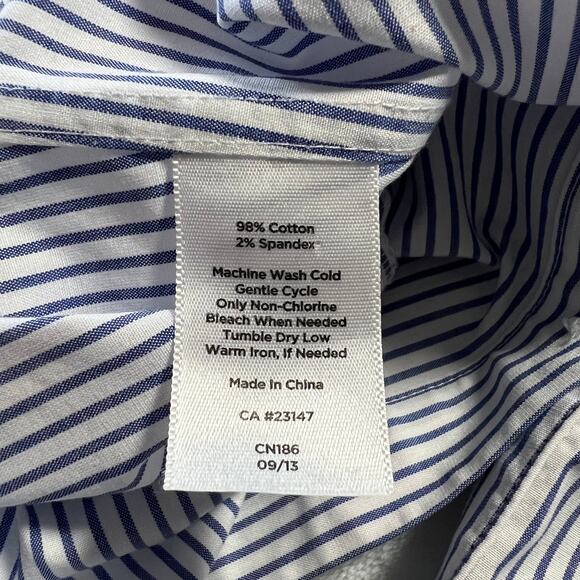 98% Cotton
2% Spandex
Machine Wash Cold
Gentle Cycle
Only Non-Chlorine
Bleach When Needed
Tumble Dry Low
Warm Iron, If Needed
Made In China
CA #23147
CN186
09/13